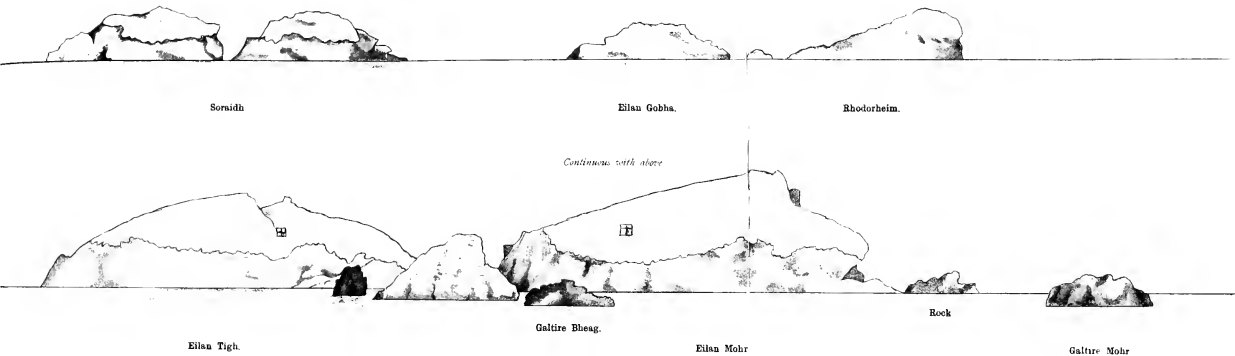 Soraidh
Eilan Gobha.
Rhodorheim.
Continuous with above
Galtire Bheag.
Rock
Eilan Tigh.
Eilan Mohr
Galtire Mohr